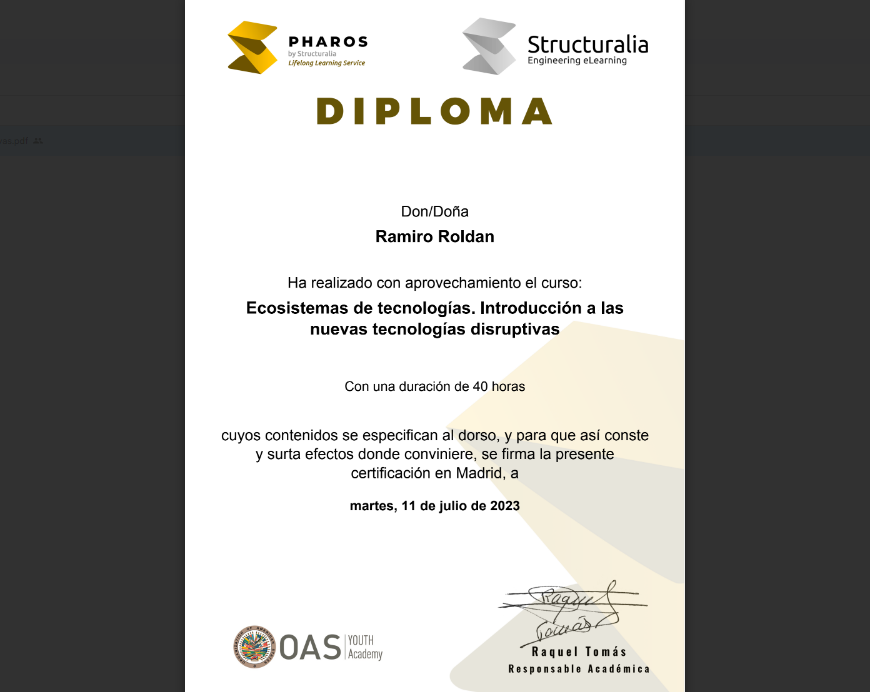 PHAROS
by Structuralia
Lifelong Learning Service
Structuralia
Engineering eLearning
DIPLOMA
Don/Doña
Ramiro Roldan
Ha realizado con aprovechamiento el curso:
Ecosistemas de tecnologías. Introducción a las
nuevas tecnologías disruptivas
Con una duración de 40 horas
cuyos contenidos se especifican al dorso, y para que así conste
y surta efectos donde conviniere, se firma la presente
certificación en Madrid, a
martes, 11 de julio de 2023
Raquel
Tomás
Raquel Tomás
Responsable Académica
OAS YOUTH
Academy